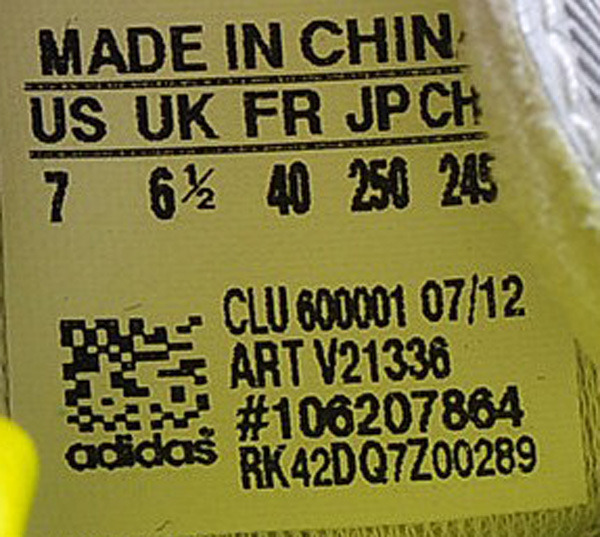 MADE IN CHIN
US UK FR JP CH
7 6½ 40 250 245
CLU 600001 07/12
ART V21336
#106207864
adidas
RK42DQ7Z00289